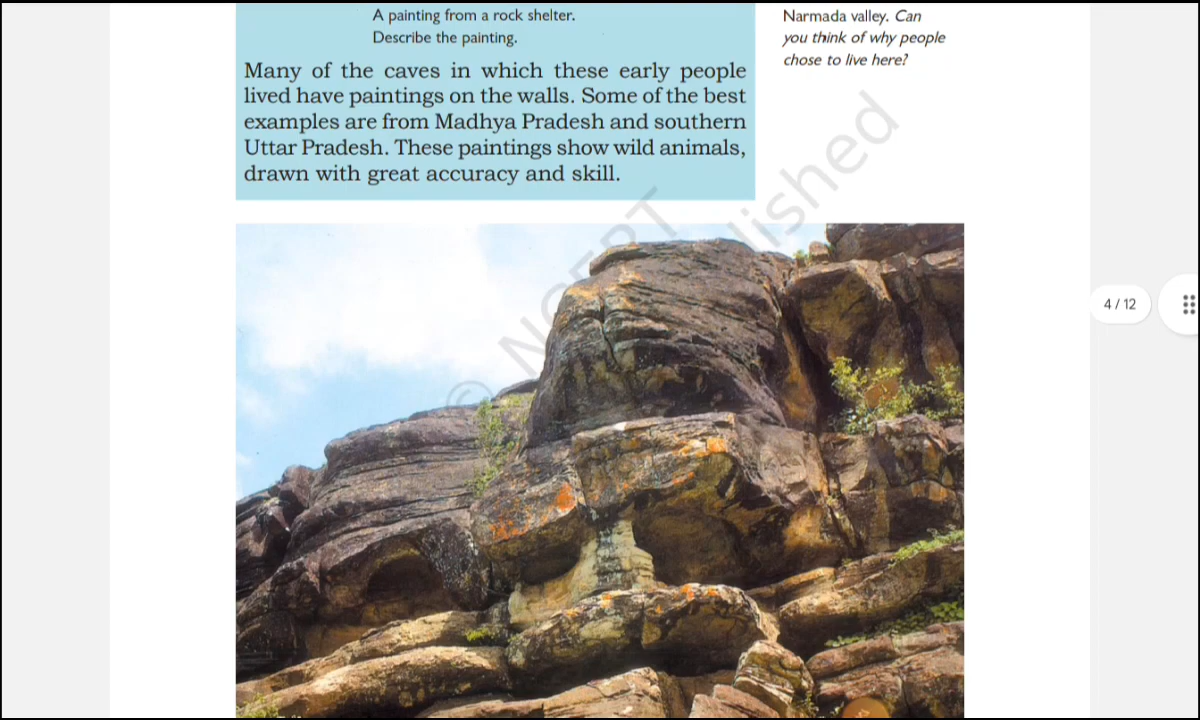 A painting from a rock shelter.
Describe the painting.
Many of the caves in which these early people
lived have paintings on the walls. Some of the best
examples are from Madhya Pradesh and southern
Uttar Pradesh. These paintings show wild animals,
drawn with great accuracy and skill.
Narmada valley. Can
you think of why people
chose to live here?
© NCERT
lished
4 / 12